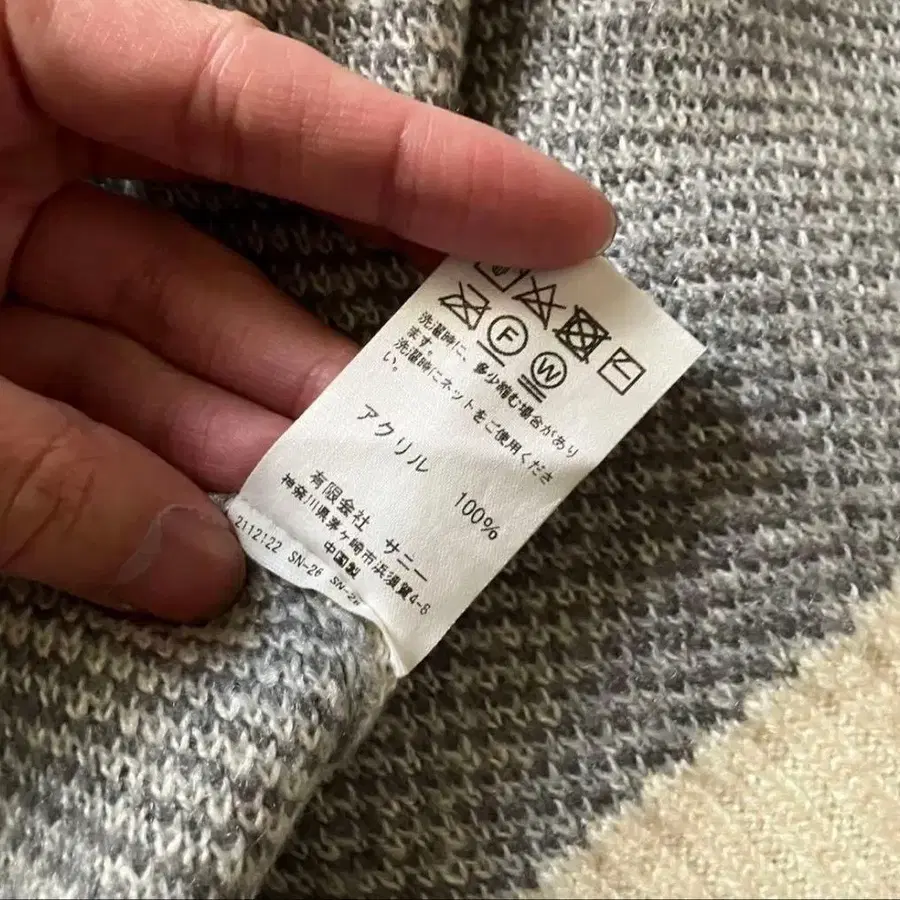 F
W
洗濯時に、多少縮む場合があり
ます。
洗濯時にネットをご使用くださ
い。
アクリル 100%
有限会社 サニー
神奈川県茅ケ崎市浜須賀4-6
中国製
2112122 SN-26 SN-26